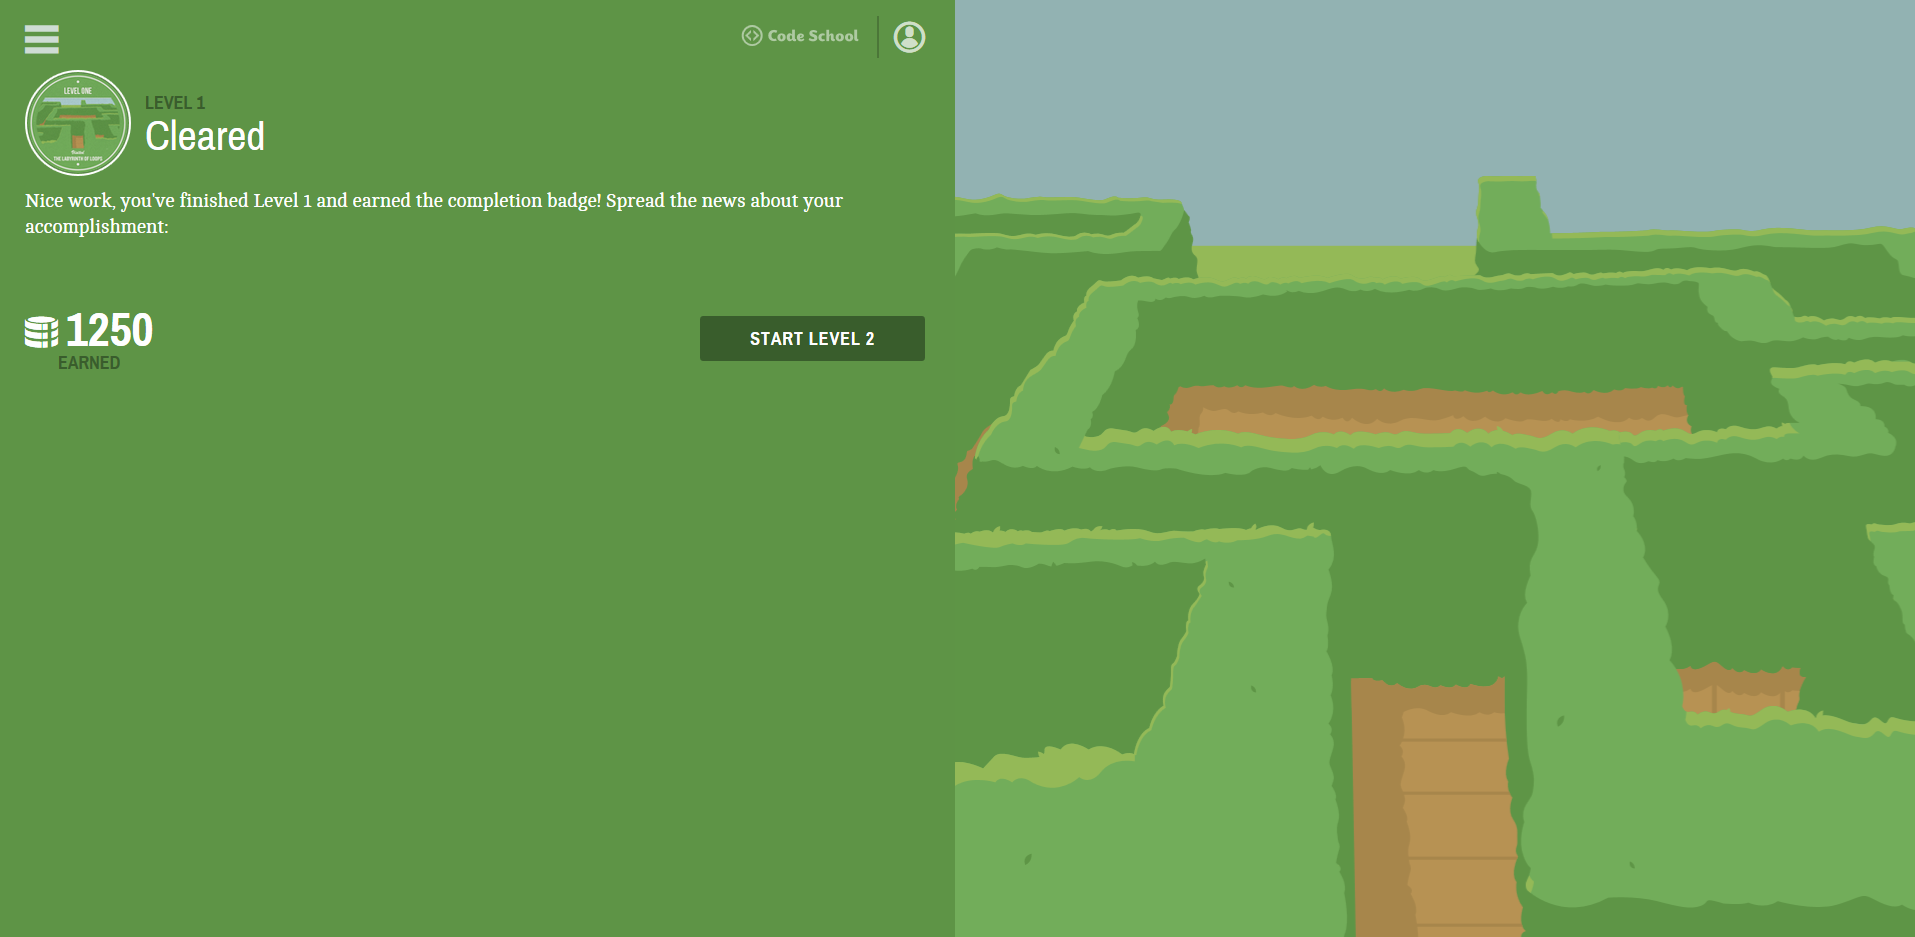 Code School
LEVEL ONE
Visited
THE LABYRINTH OF LOOPS
LEVEL 1
Cleared
Nice work, you've finished Level 1 and earned the completion badge! Spread the news about your
accomplishment:
1250
EARNED
START LEVEL 2